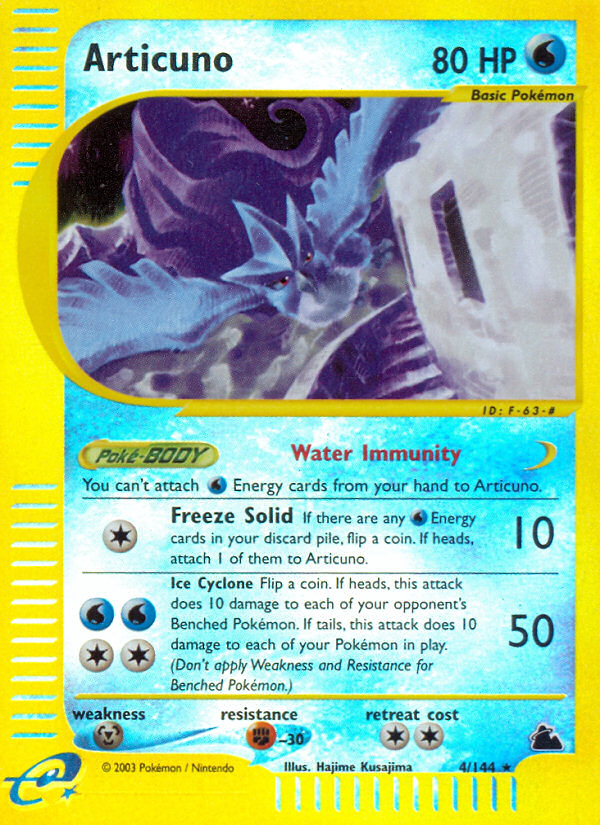 Articuno 80 HP
Basic Pokémon
ID: F-63-#
Poké-BODY Water Immunity
You can't attach Energy cards from your hand to Articuno.
Freeze Solid If there are any Energy
cards in your discard pile, flip a coin. If heads,
attach 1 of them to Articuno.
10
Ice Cyclone Flip a coin. If heads, this attack
does 10 damage to each of your opponent's
Benched Pokémon. If tails, this attack does 10
damage to each of your Pokémon in play.
(Don't apply Weakness and Resistance for
Benched Pokémon.)
50
weakness resistance retreat cost
-30
© 2003 Pokémon / Nintendo Illus. Hajime Kusajima 4/144 ★
e